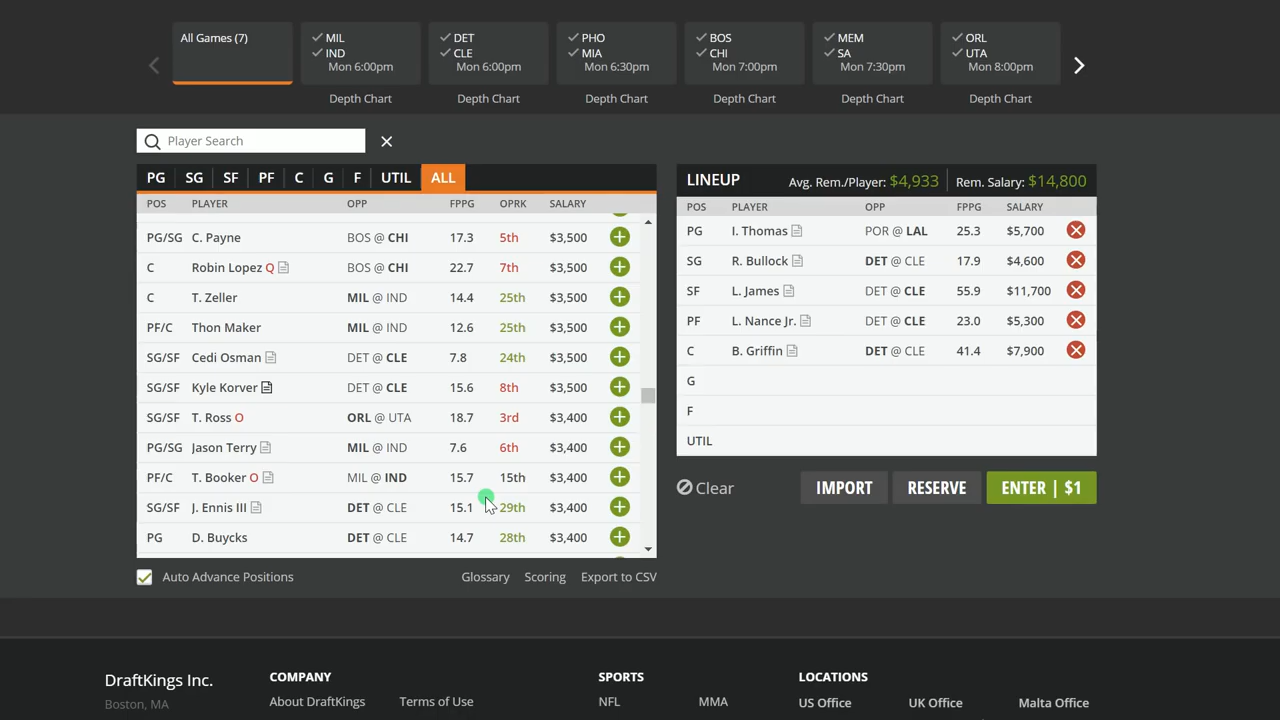 All Games (7)
MIL
IND
Mon 6:00pm
DET
CLE
Mon 6:00pm
PHO
MIA
Mon 6:30pm
BOS
CHI
Mon 7:00pm
MEM
SA
Mon 7:30pm
ORL
UTA
Mon 8:00pm
Depth Chart Depth Chart Depth Chart Depth Chart Depth Chart Depth Chart
Player Search
PG SG SF PF C G F UTIL ALL
POS PLAYER OPP FPPG OPRK SALARY
PG/SG C. Payne BOS @ CHI 17.3 5th $3,500
C Robin Lopez Q BOS @ CHI 22.7 7th $3,500
C T. Zeller MIL @ IND 14.4 25th $3,500
PF/C Thon Maker MIL @ IND 12.6 25th $3,500
SG/SF Cedi Osman DET @ CLE 7.8 24th $3,500
SG/SF Kyle Korver DET @ CLE 15.6 8th $3,500
SG/SF T. Ross O ORL @ UTA 18.7 3rd $3,400
PG/SG Jason Terry MIL @ IND 7.6 6th $3,400
PF/C T. Booker O MIL @ IND 15.7 15th $3,400
SG/SF J. Ennis III DET @ CLE 15.1 29th $3,400
PG D. Buycks DET @ CLE 14.7 28th $3,400
Auto Advance Positions Glossary Scoring Export to CSV
LINEUP Avg. Rem./Player: $4,933 Rem. Salary: $14,800
POS PLAYER OPP FPPG SALARY
PG I. Thomas POR @ LAL 25.3 $5,700
SG R. Bullock DET @ CLE 17.9 $4,600
SF L. James DET @ CLE 55.9 $11,700
PF L. Nance Jr. DET @ CLE 23.0 $5,300
C B. Griffin DET @ CLE 41.4 $7,900
G
F
UTIL
Clear IMPORT RESERVE ENTER | $1
DraftKings Inc.
Boston, MA
COMPANY
About DraftKings Terms of Use
SPORTS
NFL MMA
LOCATIONS
US Office UK Office Malta Office